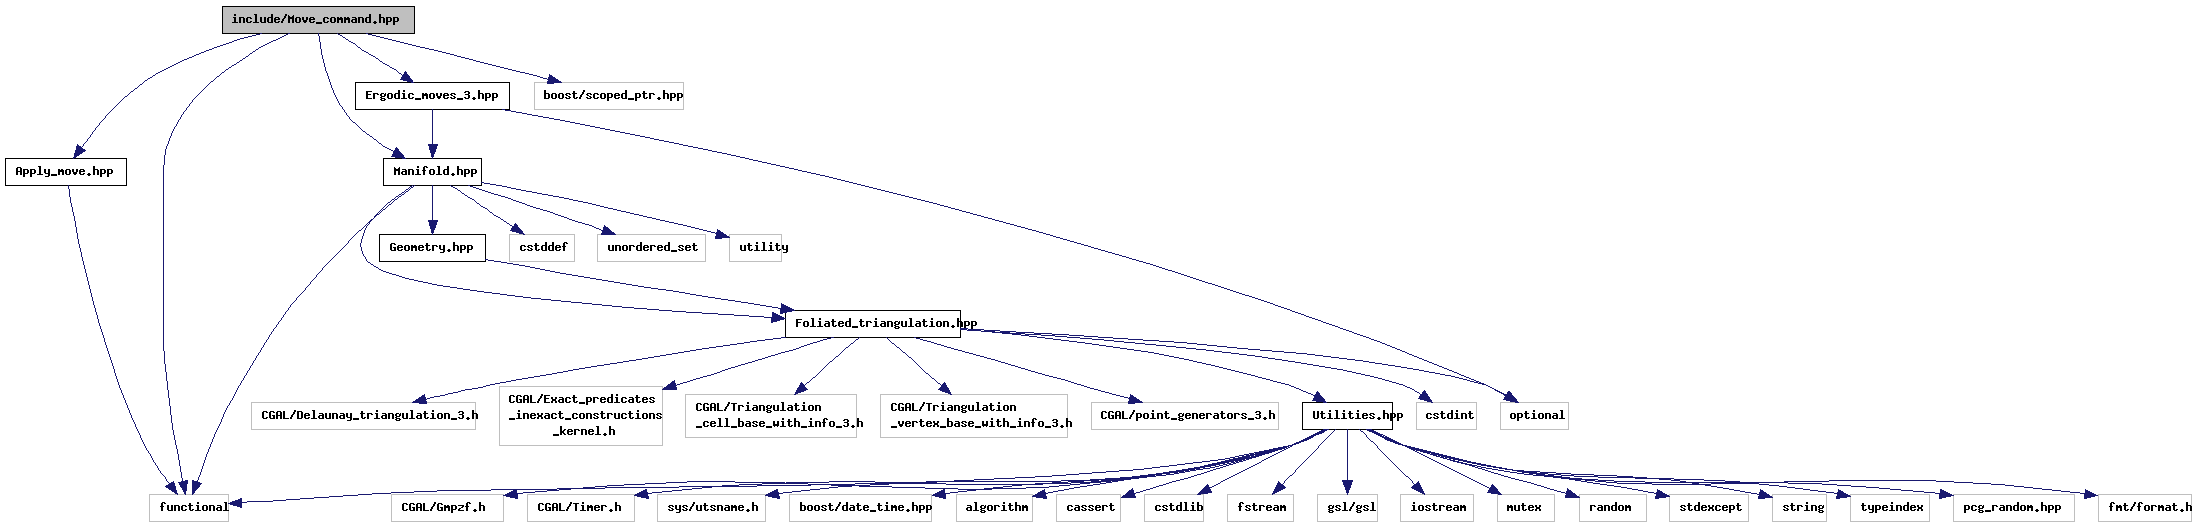 include/Move_command.hpp
Ergodic_moves_3.hpp
boost/scoped_ptr.hpp
Apply_move.hpp
Manifold.hpp
Geometry.hpp
cstddef
unordered_set
utility
Foliated_triangulation.hpp
CGAL/Delaunay_triangulation_3.h
CGAL/Exact_predicates
_inexact_constructions
_kernel.h
CGAL/Triangulation
_cell_base_with_info_3.h
CGAL/Triangulation
_vertex_base_with_info_3.h
CGAL/point_generators_3.h
Utilities.hpp
cstdint
optional
functional
CGAL/Gmpzf.h
CGAL/Timer.h
sys/utsname.h
boost/date_time.hpp
algorithm
cassert
cstdlib
fstream
gsl/gsl
iostream
mutex
random
stdexcept
string
typeindex
pcg_random.hpp
fmt/format.h